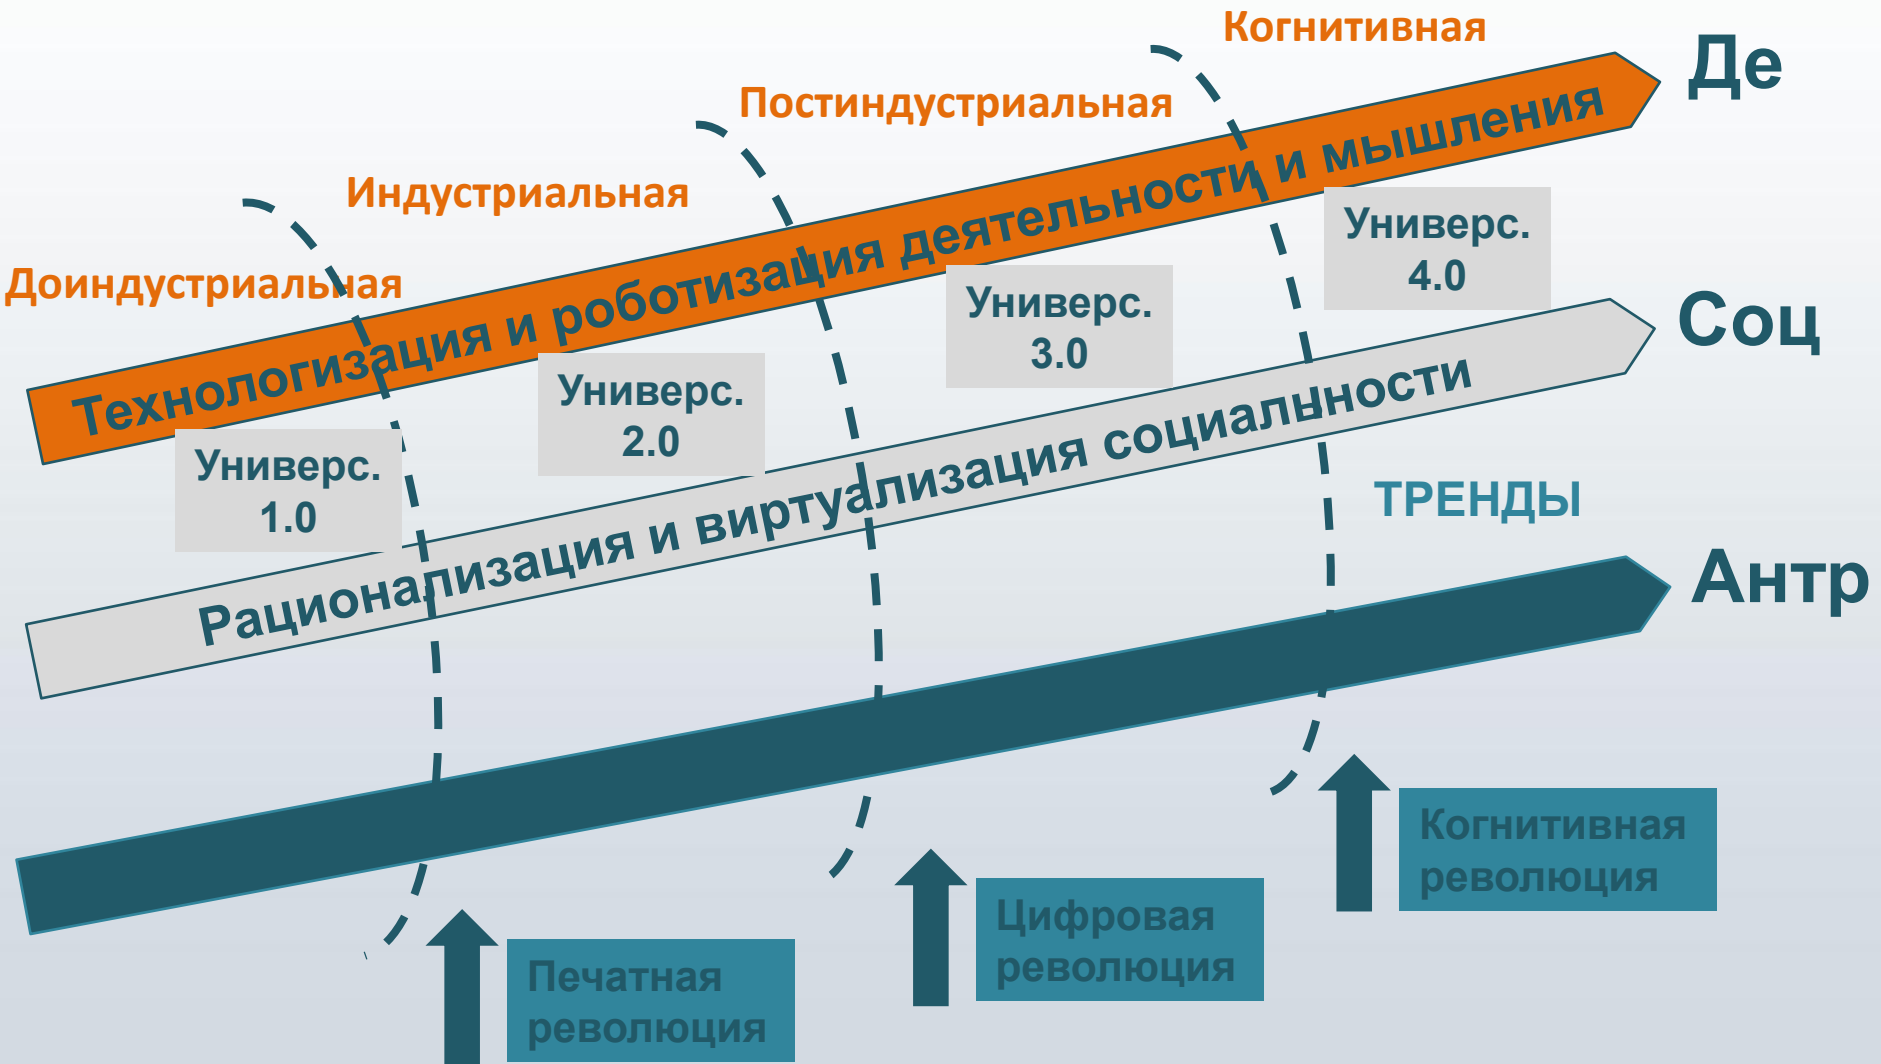 Когнитивная
Де
Постиндустриальная
Индустриальная
Доиндустриальная
Технологизация и роботизация деятельности и мышления
Универс.
4.0
Универс.
3.0
Универс.
2.0
Универс.
1.0
Соц
Рационализация и виртуализация социальности
ТРЕНДЫ
Антр
Когнитивная
революция
Цифровая
революция
Печатная
революция